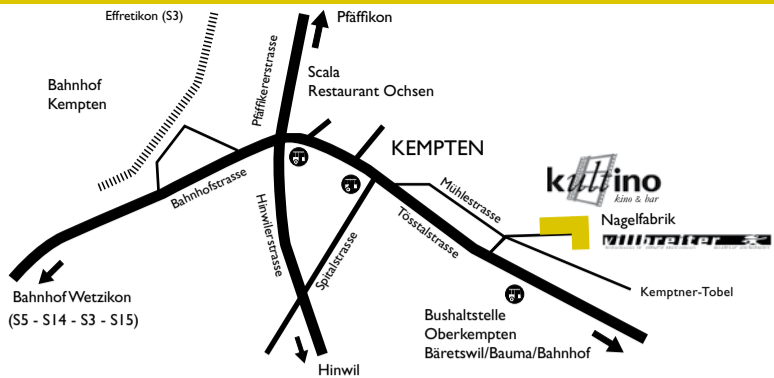 Effretikon (S3)
Pfäffikon
Pfäffikererstrasse
Scala
Restaurant Ochsen
Bahnhof
Kempten
KEMPTEN
kultino
kino & bar
Bahnhofstrasse
Mühlestrasse
Nagelfabrik
Hinwilerstrasse
Tösstalstrasse
Spitalstrasse
Kemptner-Tobel
Bahnhof Wetzikon
(S5 - S14 - S3 - S15)
Bushaltstelle
Oberkempten
Bäretswil/Bauma/Bahnhof
Hinwil